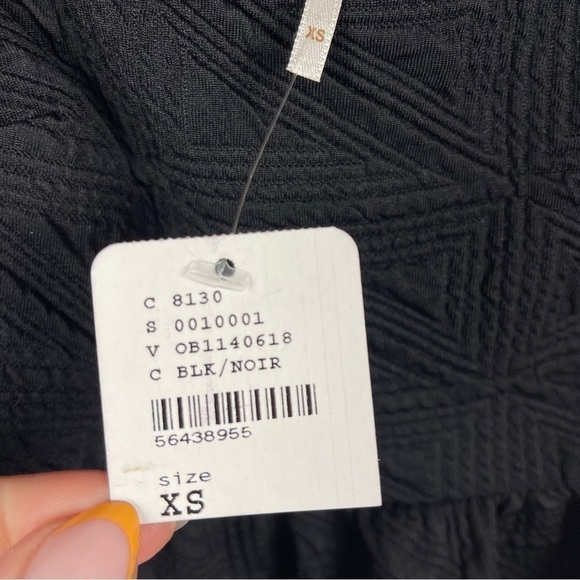 XS
C 8130
S 0010001
V OB1140618
C BLK/NOIR
56438955
size
XS